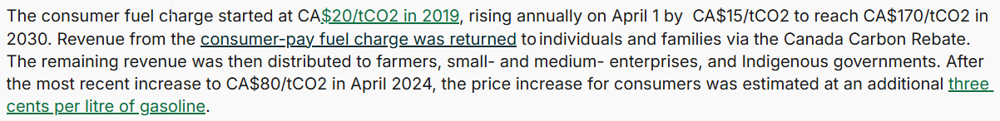 The consumer fuel charge started at CA$20/tCO2 in 2019, rising annually on April 1 by  CA$15/tCO2 to reach CA$170/tCO2 in
2030. Revenue from the consumer-pay fuel charge was returned to individuals and families via the Canada Carbon Rebate.
The remaining revenue was then distributed to farmers, small- and medium- enterprises, and Indigenous governments. After
the most recent increase to CA$80/tCO2 in April 2024, the price increase for consumers was estimated at an additional three
cents per litre of gasoline.